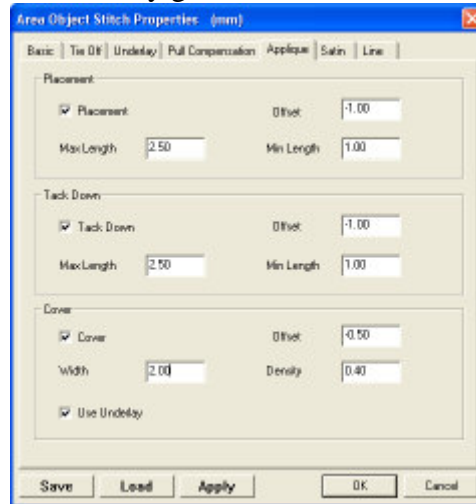 Area Object Stitch Properties (mm)
Basic Tie Off Underlay Pull Compensation Applique Satin Line
Placement
Placement Offset -1.00
Max Length 2.50 Min Length 1.00
Tack Down
Tack Down Offset -1.00
Max Length 2.50 Min Length 1.00
Cover
Cover Offset -0.50
Width 2.00 Density 0.40
Use Underlay
Save Load Apply OK Cancel